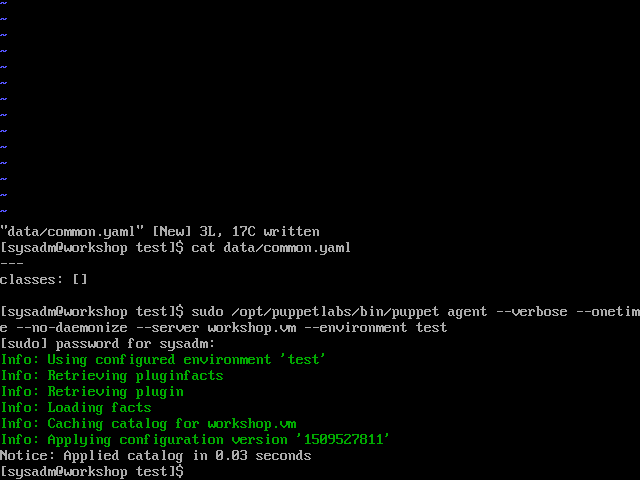 ~
~
~
~
~
~
~
~
~
~
~
~
~
~
"data/common.yaml" [New] 3L, 17C written
[sysadm@workshop test]$ cat data/common.yaml
---
classes: []
[sysadm@workshop test]$ sudo /opt/puppetlabs/bin/puppet agent --verbose --onetim
e --no-daemonize --server workshop.vm --environment test
[sudo] password for sysadm:
Info: Using configured environment 'test'
Info: Retrieving pluginfacts
Info: Retrieving plugin
Info: Loading facts
Info: Caching catalog for workshop.vm
Info: Applying configuration version '1509527811'
Notice: Applied catalog in 0.03 seconds
[sysadm@workshop test]$